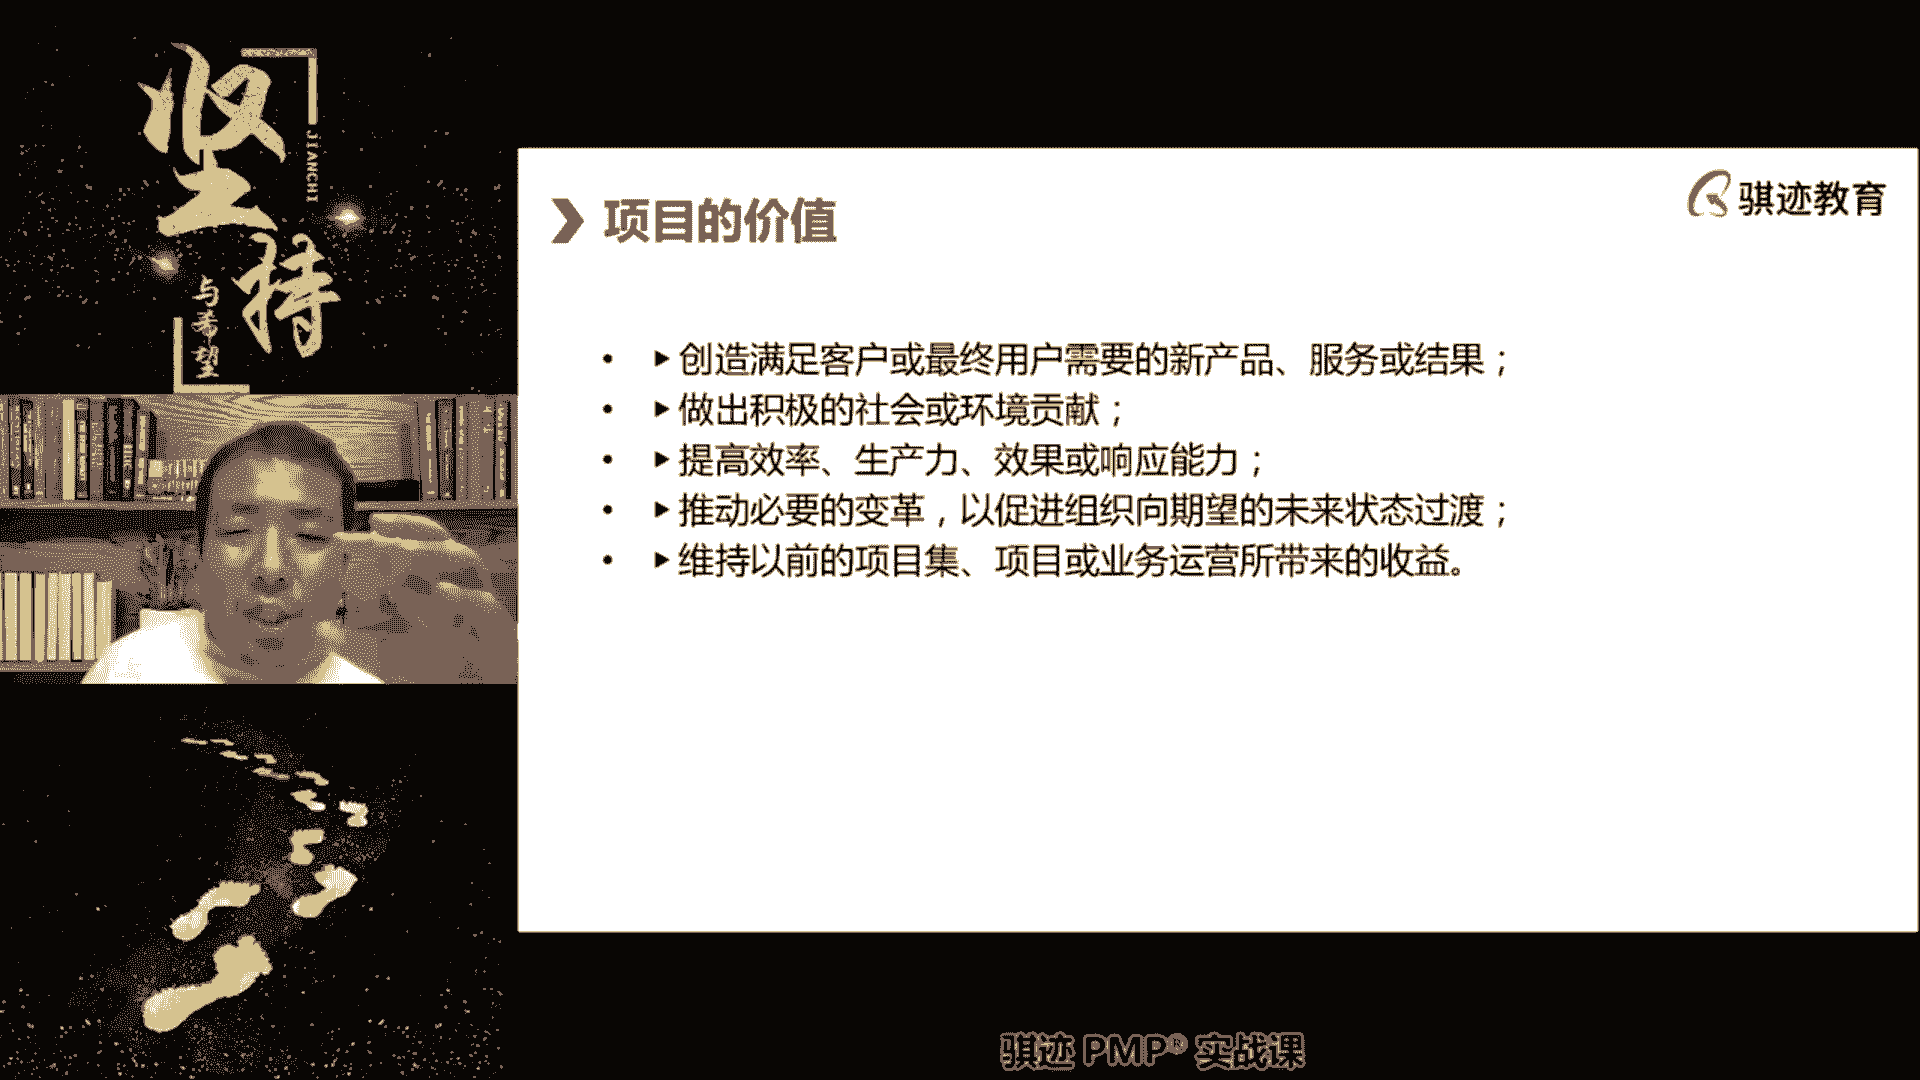 坚持
JIANCHI
与希望
骐迹教育
项目的价值
• ▶创造满足客户或最终用户需要的新产品、服务或结果；
• ▶做出积极的社会或环境贡献；
• ▶提高效率、生产力、效果或响应能力；
• ▶推动必要的变革，以促进组织向期望的未来状态过渡；
• ▶维持以前的项目集、项目或业务运营所带来的收益。
骐迹 PMP® 实战课